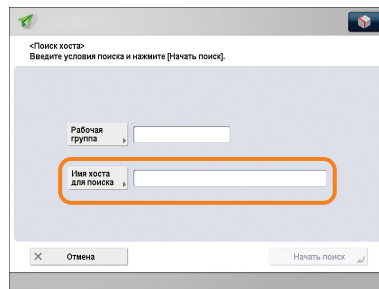 <Поиск хоста>
Введите условия поиска и нажмите [Начать поиск].
Рабочая
группа
Имя хоста
для поиска
Отмена
Начать поиск